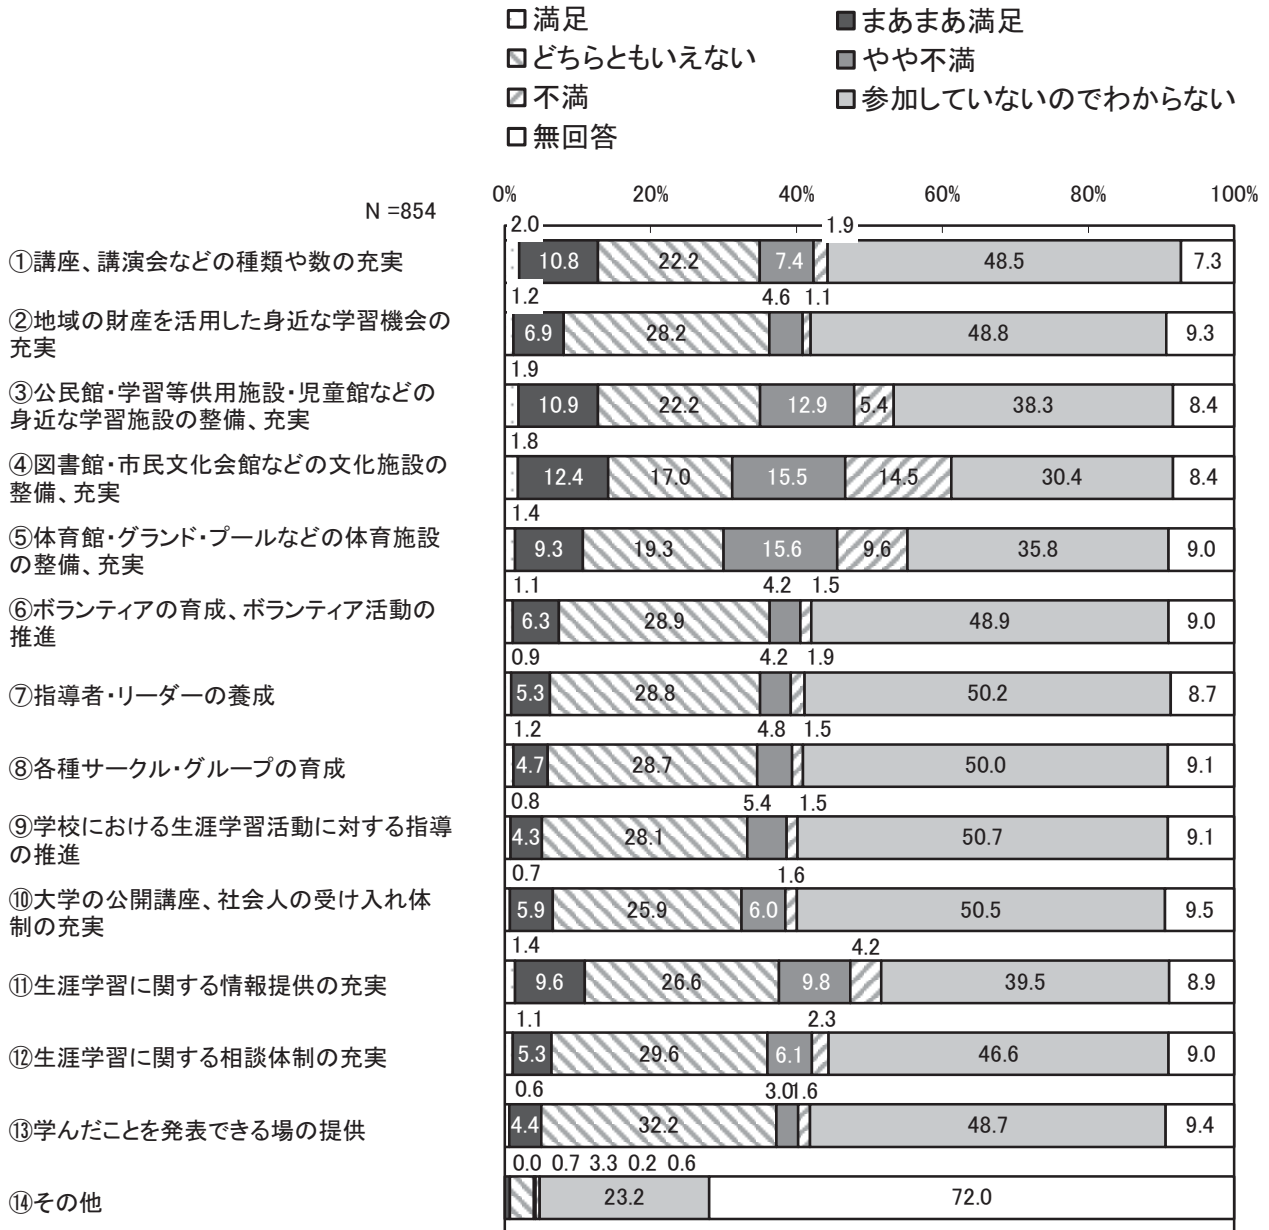 満足 まあまあ満足
どちらともいえない やや不満
不満 参加していないのでわからない
無回答
0% 20% 40% 60% 80% 100%
N =854
2.0 1.9
①講座、講演会などの種類や数の充実 10.8 22.2 7.4 48.5 7.3
1.2 4.6 1.1
②地域の財産を活用した身近な学習機会の
充実
6.9 28.2 48.8 9.3
1.9
③公民館・学習等供用施設・児童館などの
身近な学習施設の整備、充実
10.9 22.2 12.9 5.4 38.3 8.4
1.8
④図書館・市民文化会館などの文化施設の
整備、充実
12.4 17.0 15.5 14.5 30.4 8.4
1.4
⑤体育館・グランド・プールなどの体育施設
の整備、充実
9.3 19.3 15.6 9.6 35.8 9.0
1.1 4.2 1.5
⑥ボランティアの育成、ボランティア活動の
推進
6.3 28.9 48.9 9.0
0.9 4.2 1.9
⑦指導者・リーダーの養成 5.3 28.8 50.2 8.7
1.2 4.8 1.5
⑧各種サークル・グループの育成 4.7 28.7 50.0 9.1
0.8 5.4 1.5
⑨学校における生涯学習活動に対する指導
の推進
4.3 28.1 50.7 9.1
0.7 1.6
⑩大学の公開講座、社会人の受け入れ体
制の充実
5.9 25.9 6.0 50.5 9.5
1.4 4.2
⑪生涯学習に関する情報提供の充実 9.6 26.6 9.8 39.5 8.9
1.1 2.3
⑫生涯学習に関する相談体制の充実 5.3 29.6 6.1 46.6 9.0
0.6 3.0 1.6
⑬学んだことを発表できる場の提供 4.4 32.2 48.7 9.4
0.0 0.7 3.3 0.2 0.6
⑭その他 23.2 72.0